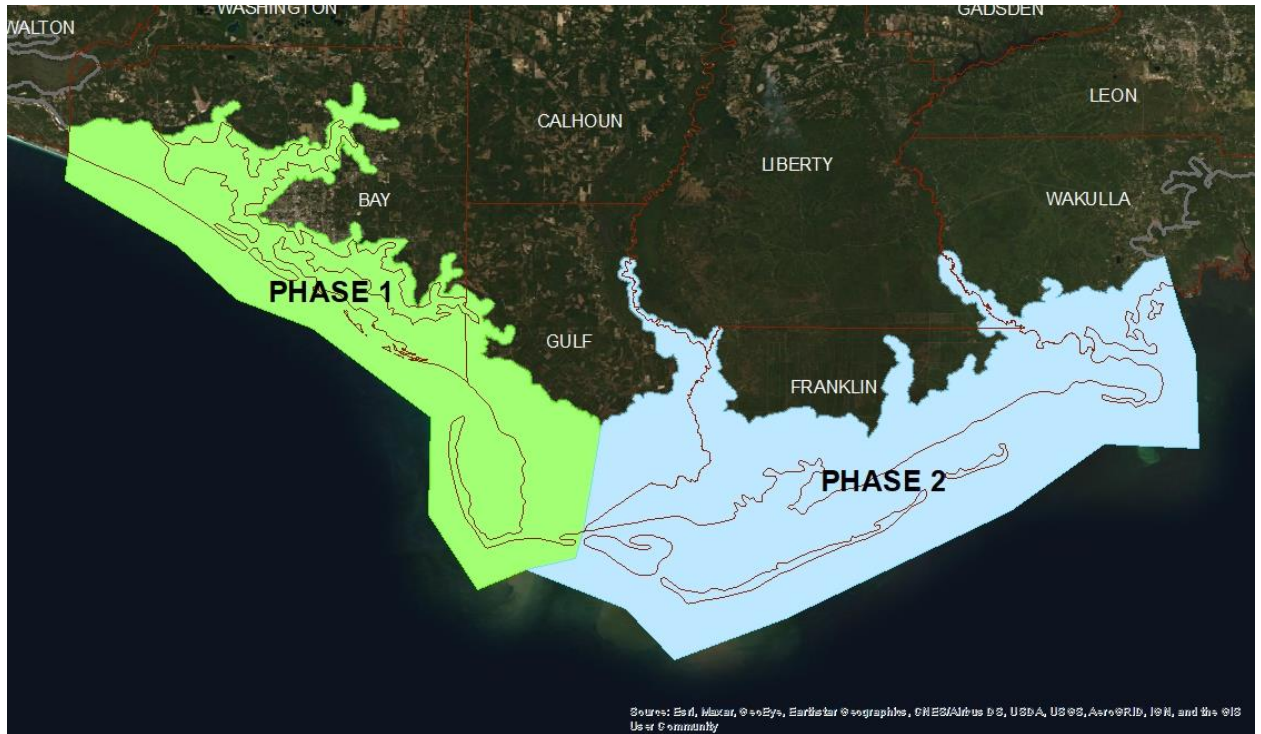 WASHINGTON
GADSDEN
WALTON
LEON
CALHOUN
LIBERTY
BAY
WAKULLA
PHASE 1
GULF
FRANKLIN
PHASE 2
Source: Esri, Maxar, GeoEye, Earthstar Geographics, CNES/Airbus DS, USDA, USGS, AeroGRID, IGN, and the GIS
User Community